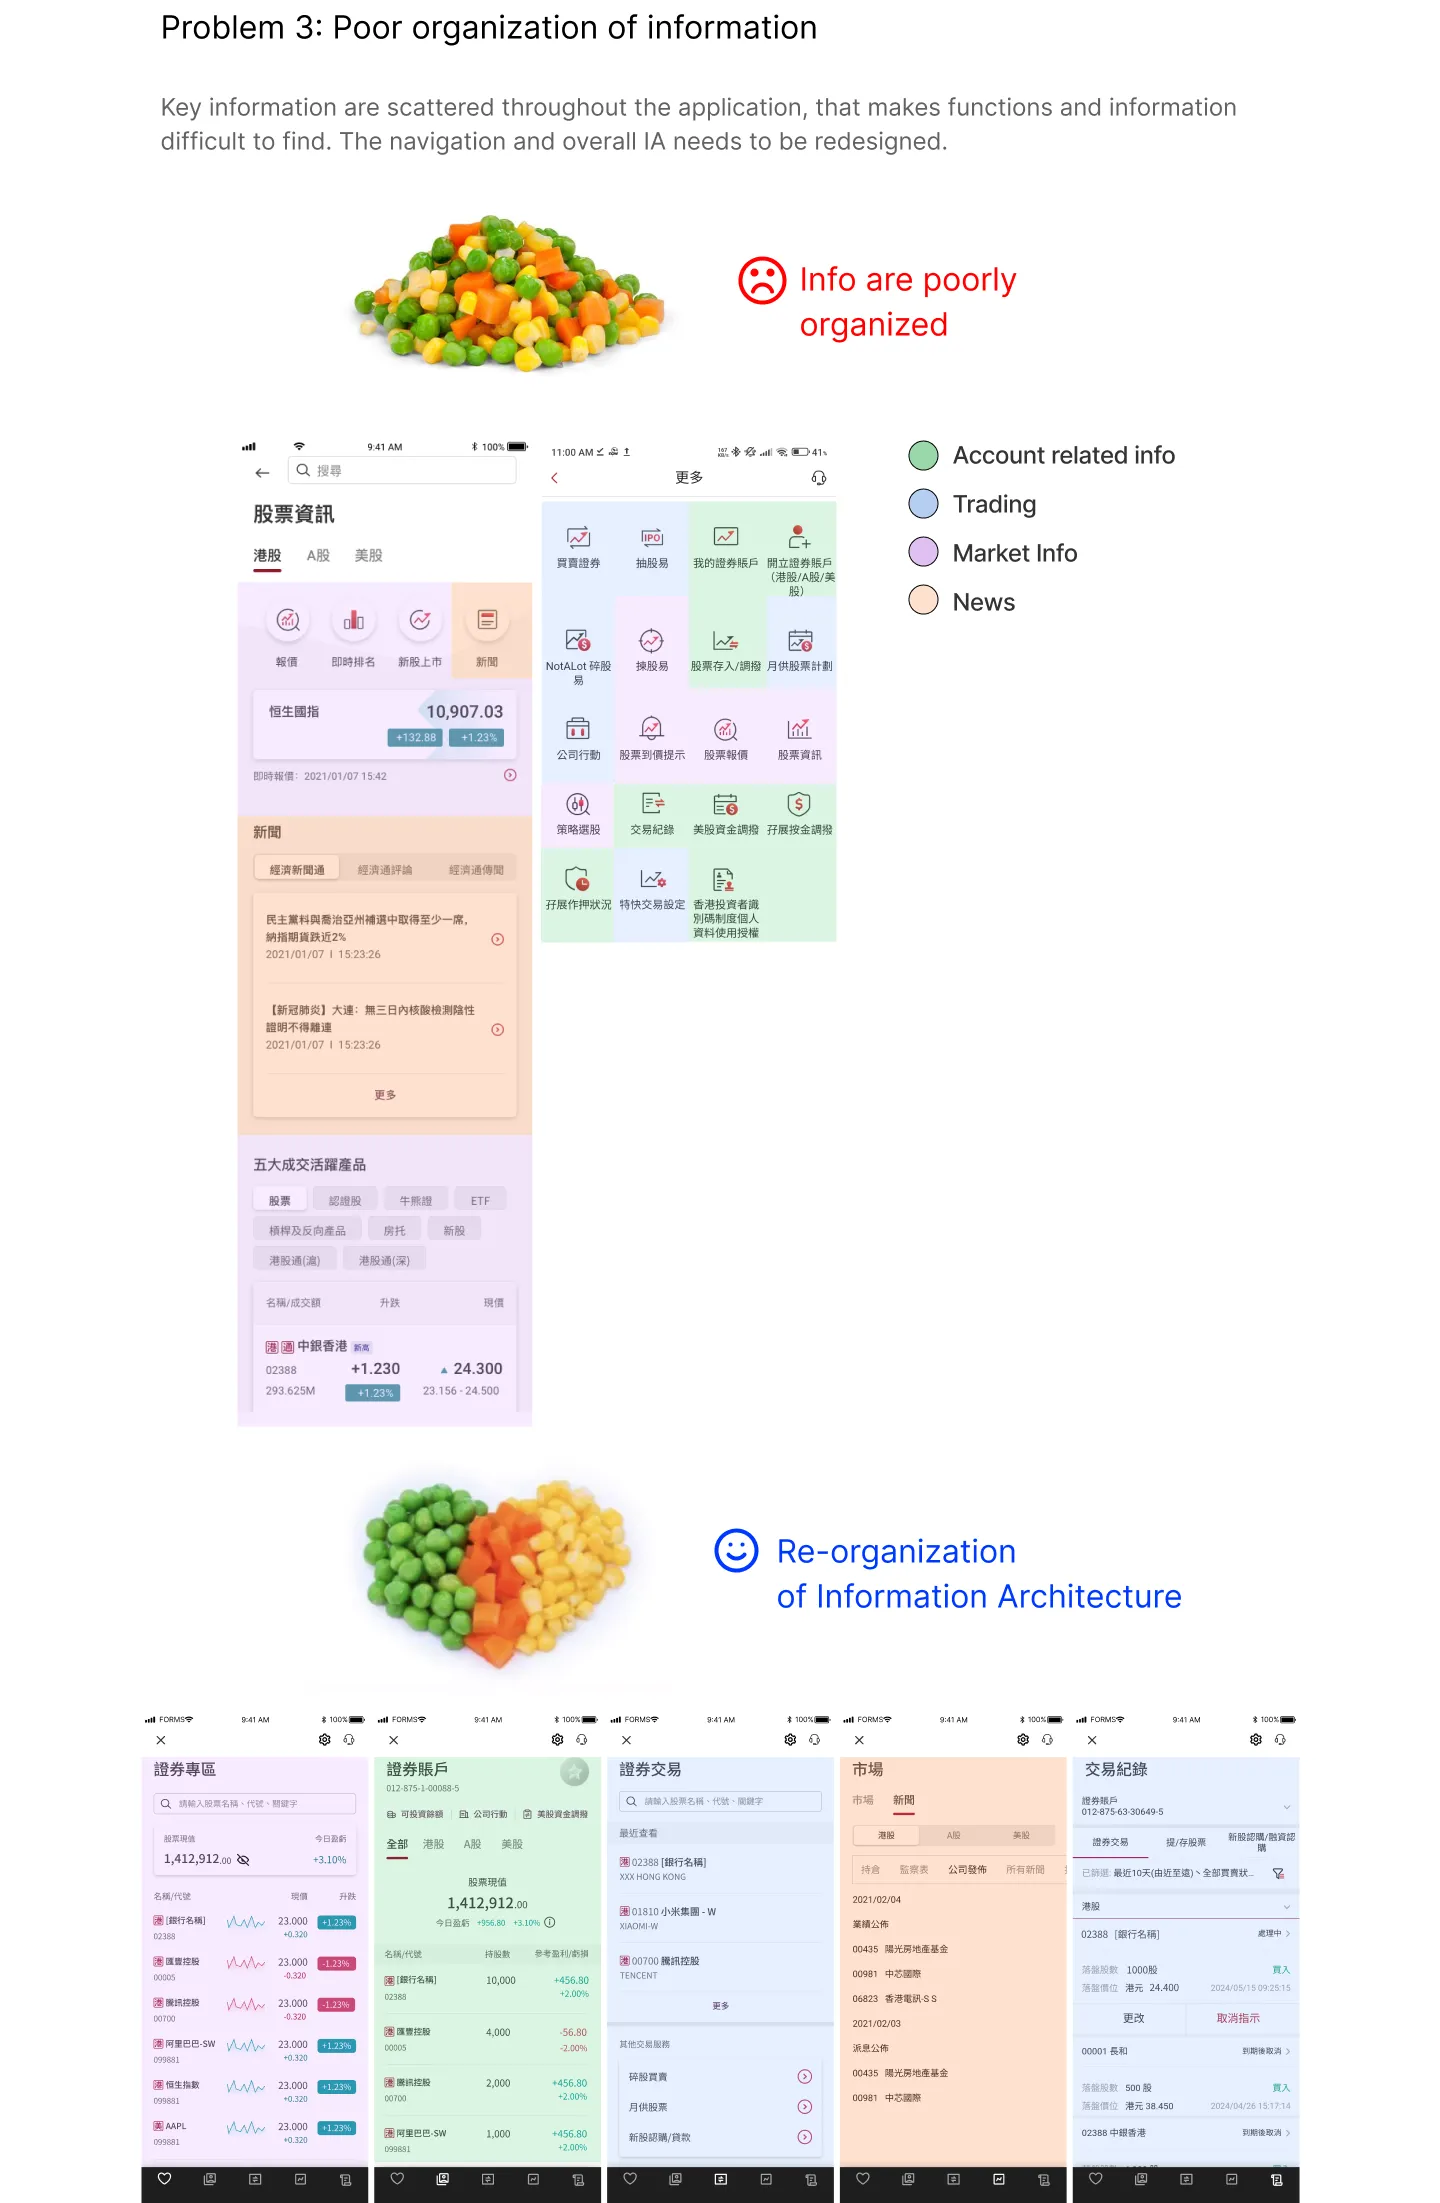 Problem 3: Poor organization of information
Key information are scattered throughout the application, that makes functions and information
difficult to find. The navigation and overall IA needs to be redesigned.
Info are poorly
organized
9:41 AM
100%
搜尋
股票資訊
港股 A股 美股
報價 即時排名 新股上市 新聞
恒生國指 10,907.03
+132.88 +1.23%
即時報價: 2021/01/07 15:42
新聞
經濟新聞通 經濟通評論 經濟通傳聞
民主黨料與喬治亞州補選中取得至少一席,
納指期貨跌近2%
2021/01/07 | 15:23:26
【新冠肺炎】大連: 無三日內核酸檢測陰性
證明不得離連
2021/01/07 | 15:23:26
更多
五大成交活躍產品
股票 認證股 牛熊證 ETF
槓桿及反向產品 房托 新股
港股通(滬) 港股通(深)
名稱/成交額 升跌 現價
港 通 中銀香港 新高
02388 +1.230 24.300
293.625M +1.23% 23.156 - 24.500
11:00 AM
41%
更多
買賣證券 抽股易 我的證券賬戶 開立證券賬戶
(港股/A股/美
股)
NotALot 碎股
易
揀股易 股票存入/調撥 月供股票計劃
公司行動 股票到價提示 股票報價 股票資訊
策略選股 交易紀錄 美股資金調撥 孖展按金調撥
孖展作押狀況 特快交易設定 香港投資者識
別碼制度個人
資料使用授權
Account related info
Trading
Market Info
News
Re-organization
of Information Architecture
FORMS 9:41 AM 100%
證券專區
請輸入股票名稱、代號、關鍵字
股票現值 今日盈虧
1,412,912.00 +3.10%
名稱/代號 現價 升跌
港 [銀行名稱] 23.000 +1.23%
02388 +0.320
港 匯豐控股 23.000 -1.23%
00005 -0.320
港 騰訊控股 23.000 -1.23%
00700 -0.320
港 阿里巴巴-SW 23.000 +1.23%
099881 +0.320
港 恒生指數 23.000 +1.23%
099881 +0.320
美 AAPL 23.000 +1.23%
099881 +0.320
FORMS 9:41 AM 100%
證券賬戶
012-875-1-00088-5
可投資餘額 公司行動 美股資金調撥
全部 港股 A股 美股
股票現值
1,412,912.00
今日盈虧 +956.80 +3.10%
名稱/代號 持股數 參考盈利/虧損
港 [銀行名稱] 10,000 +456.80
02388 +2.00%
港 匯豐控股 4,000 -56.80
00005 -2.00%
港 騰訊控股 2,000 +456.80
00700 +2.00%
港 阿里巴巴-SW 1,000 +456.80
099881 +2.00%
FORMS 9:41 AM 100%
證券交易
請輸入股票名稱、代號、關鍵字
最近查看
港 02388 [銀行名稱]
XXX HONG KONG
港 01810 小米集團 - W
XIAOMI-W
港 00700 騰訊控股
TENCENT
更多
其他交易服務
碎股買賣
月供股票
新股認購/貸款
FORMS 9:41 AM 100%
市場
市場 新聞
港股 A股 美股
持倉 監察表 公司發佈 所有新聞
2021/02/04
業績公佈
00435 陽光房地產基金
00981 中芯國際
06823 香港電訊-S S
2021/02/03
派息公佈
00435 陽光房地產基金
00981 中芯國際
FORMS 9:41 AM 100%
交易紀錄
證券賬戶
012-875-63-30649-5
證券交易 提/存股票 新股認購/融資認
購
已篩選: 最近10天(由近至遠)、全部買賣狀...
港股
02388 [銀行名稱] 處理中
落盤股數 1000股 買入
落盤價位 港元 24.400 2024/05/15 09:25:15
更改 取消指示
00001 長和 到期後取消
落盤股數 500 股 買入
落盤價位 港元 38.450 2024/04/26 15:17:14
02388 中銀香港 到期後取消